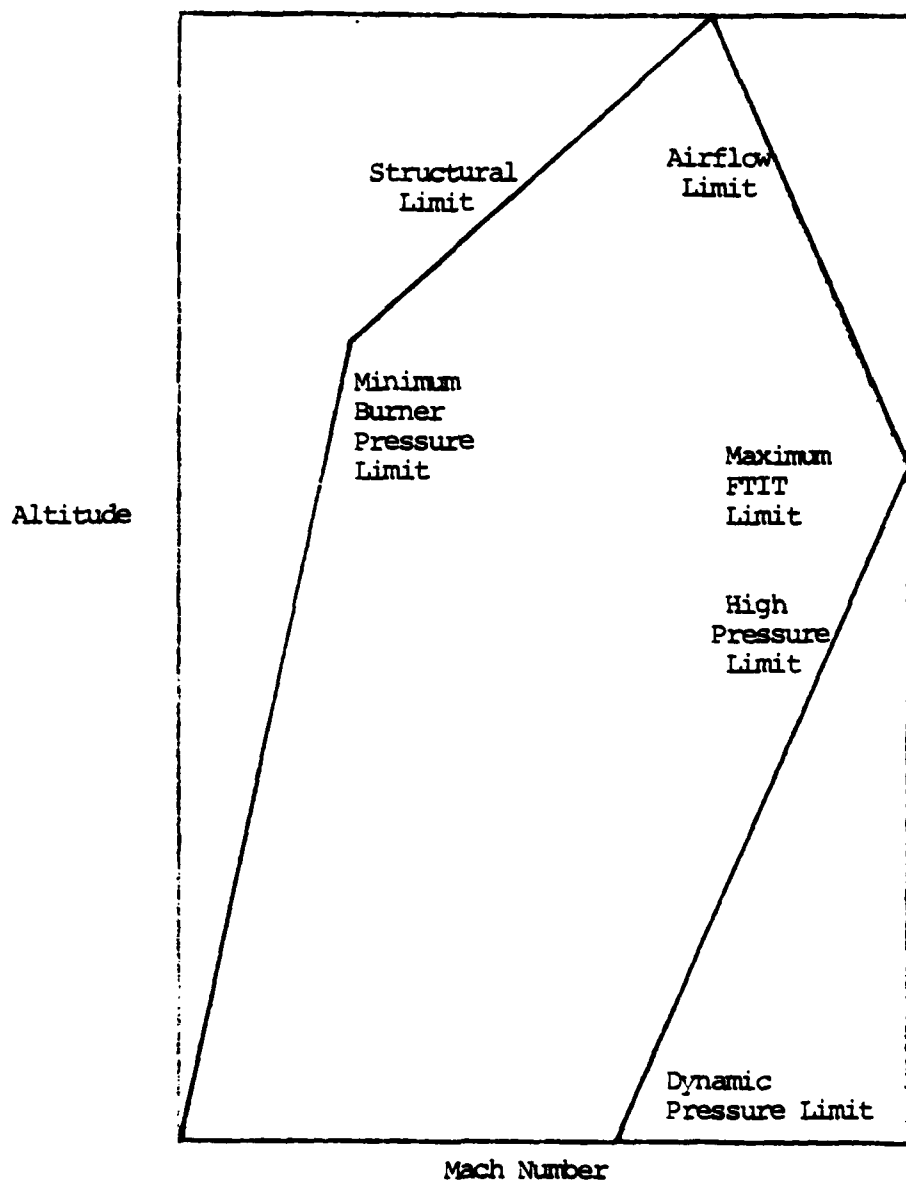 Structural
Limit
Airflow
Limit
Minimum
Burner
Pressure
Limit
Maximum
FTIT
Limit
Altitude
High
Pressure
Limit
Dynamic
Pressure Limit
Mach Number